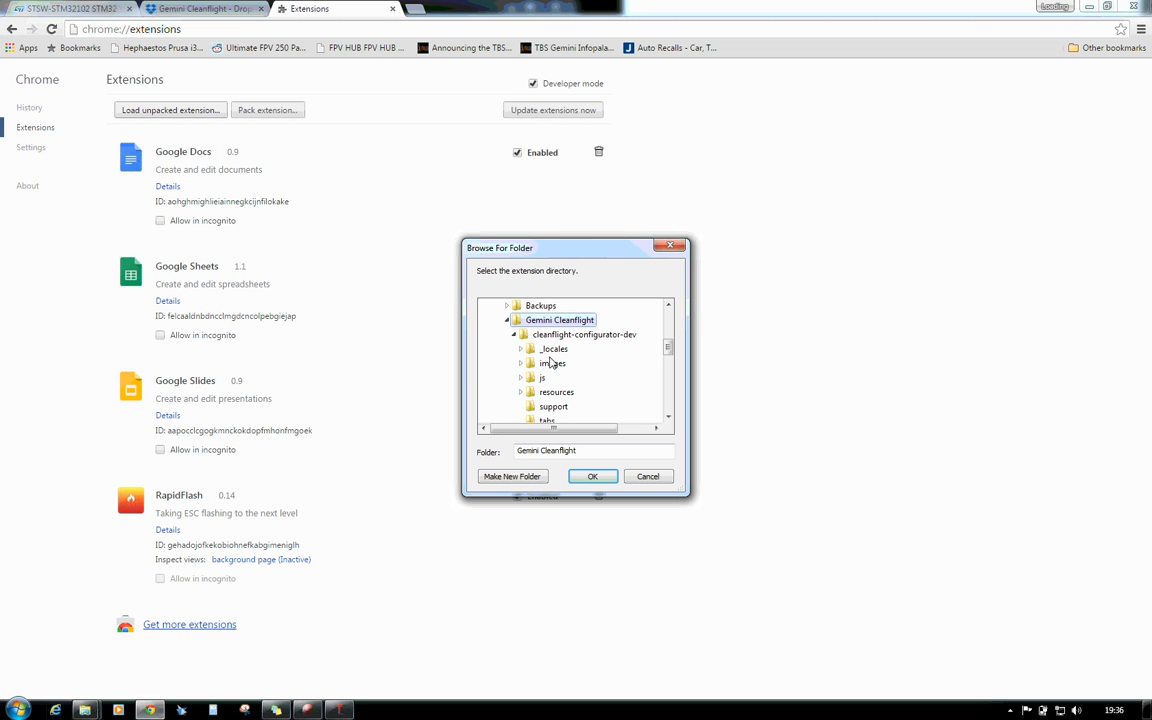 STSW-STM32102 STM32
Gemini Cleanflight - Drop
Extensions
Loading
chrome://extensions
Apps
Bookmarks
Hephaestos Prusa i3...
Ultimate FPV 250 Pa...
FPV HUB FPV HUB ...
Announcing the TBS...
TBS Gemini Infopala...
Auto Recalls - Car, T...
Other bookmarks
Chrome
Extensions
Developer mode
History
Load unpacked extension...
Pack extension...
Update extensions now
Extensions
Settings
About
Google Docs 0.9
Enabled
Create and edit documents
Details
ID: aohghmighlieiainnegkcijnfilokake
Allow in incognito
Google Sheets 1.1
Create and edit spreadsheets
Details
ID: felcaaldnbdncclmgdcncolpebgiejap
Allow in incognito
Google Slides 0.9
Create and edit presentations
Details
ID: aapocclcgogkmnckokdopfmhonfmgoek
Allow in incognito
RapidFlash 0.14
Taking ESC flashing to the next level
Details
ID: gehadojofkekobiohnefkabgimeniglh
Inspect views: background page (Inactive)
Allow in incognito
Get more extensions
Browse For Folder
Select the extension directory.
Backups
Gemini Cleanflight
cleanflight-configurator-dev
_locales
images
js
resources
support
tabs
Folder: Gemini Cleanflight
Make New Folder
OK
Cancel
19:36